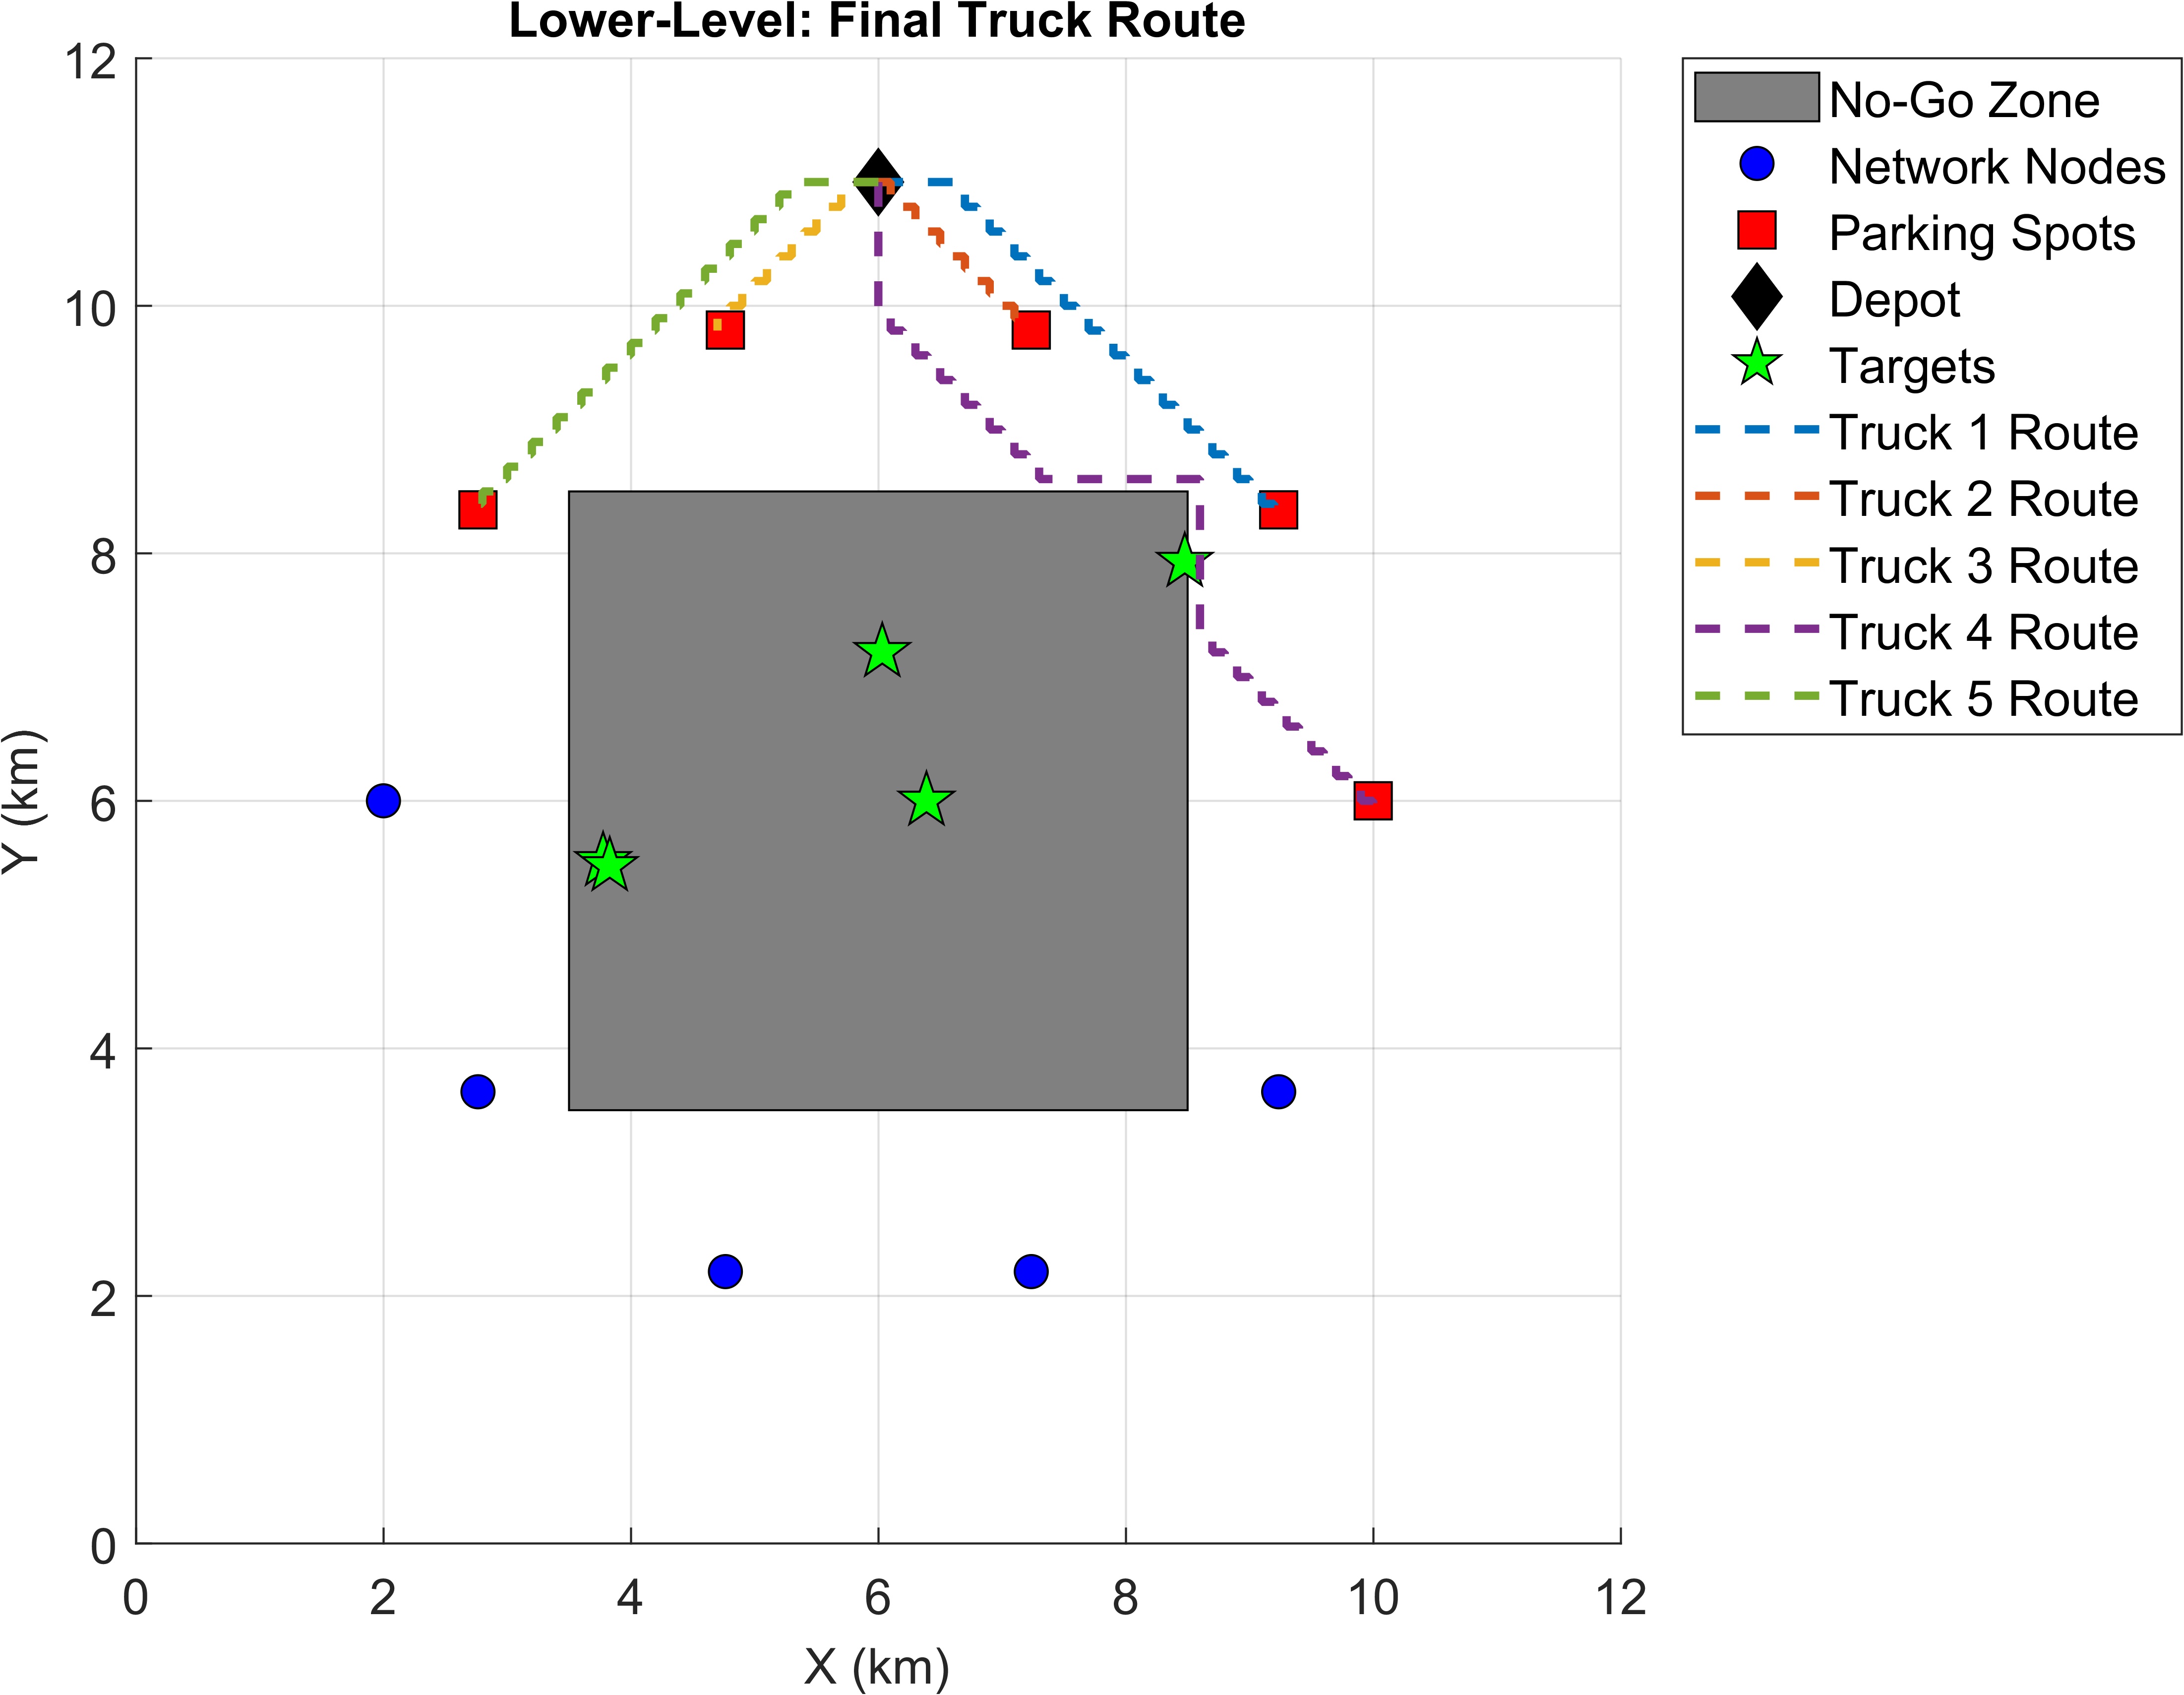 Lower-Level: Final Truck Route
12
10
8
6
4
2
0
0 2 4 6 8 10 12
X (km)
Y (km)
No-Go Zone
Network Nodes
Parking Spots
Depot
Targets
Truck 1 Route
Truck 2 Route
Truck 3 Route
Truck 4 Route
Truck 5 Route